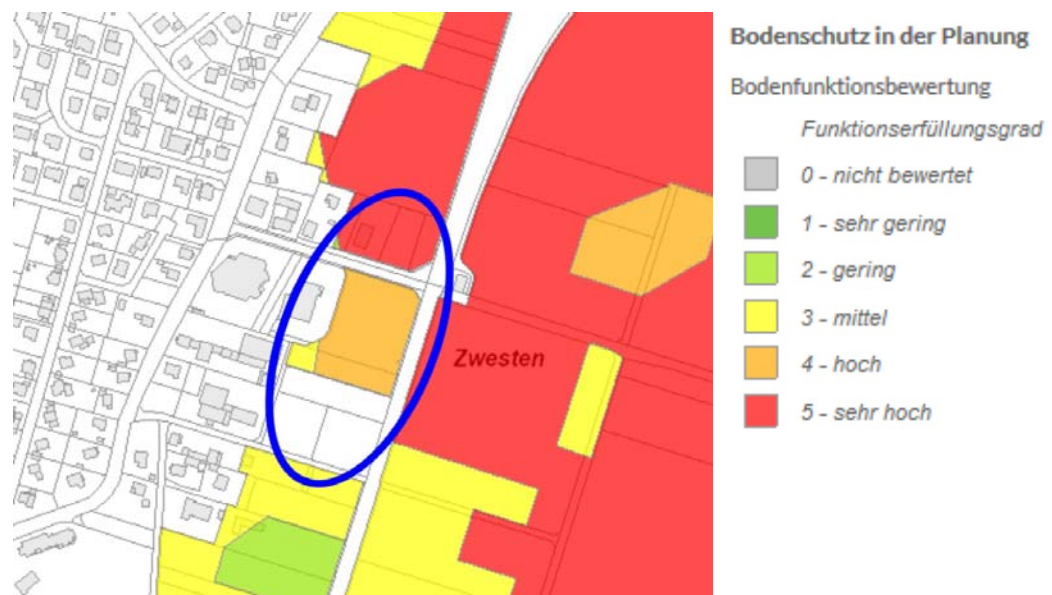 Bodenschutz in der Planung
Bodenfunktionsbewertung
Funktionserfüllungsgrad
0 - nicht bewertet
1 - sehr gering
2 - gering
3 - mittel
4 - hoch
5 - sehr hoch
Zwesten